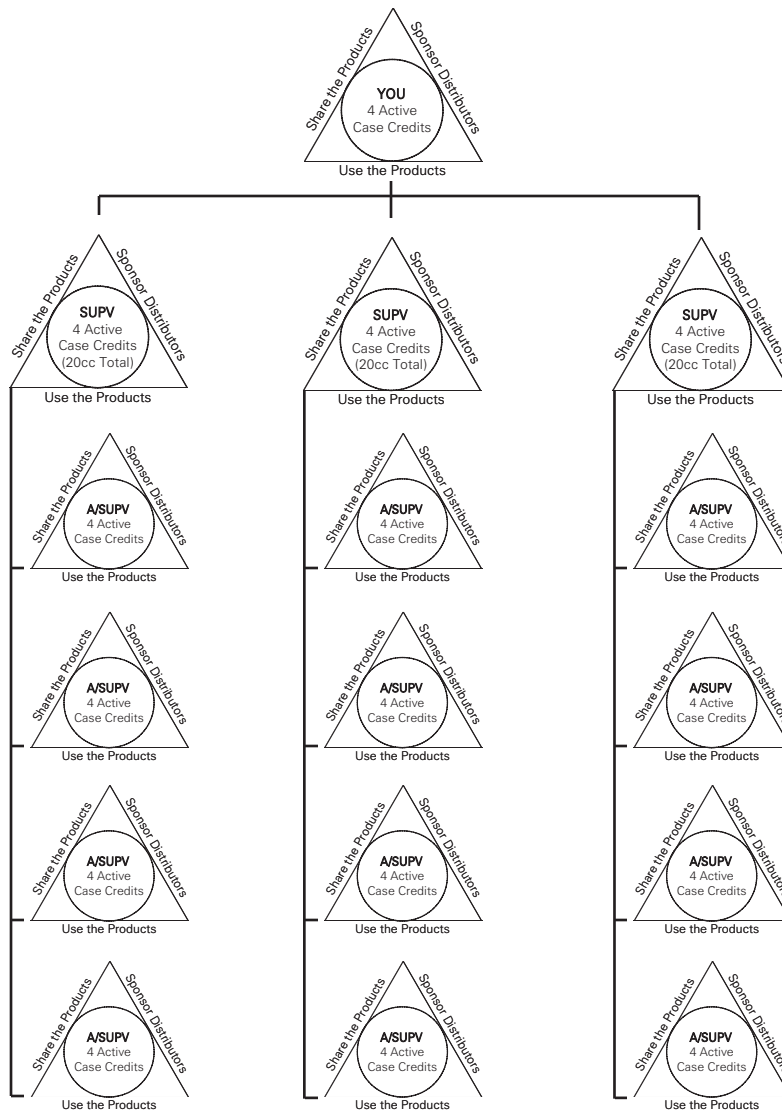 Share the Products
Sponsor Distributors
YOU
4 Active
Case Credits
Use the Products
Share the Products
Sponsor Distributors
SUPV
4 Active
Case Credits
(20cc Total)
Use the Products
Share the Products
Sponsor Distributors
SUPV
4 Active
Case Credits
(20cc Total)
Use the Products
Share the Products
Sponsor Distributors
SUPV
4 Active
Case Credits
(20cc Total)
Use the Products
Share the Products
Sponsor Distributors
A/SUPV
4 Active
Case Credits
Use the Products
Share the Products
Sponsor Distributors
A/SUPV
4 Active
Case Credits
Use the Products
Share the Products
Sponsor Distributors
A/SUPV
4 Active
Case Credits
Use the Products
Share the Products
Sponsor Distributors
A/SUPV
4 Active
Case Credits
Use the Products
Share the Products
Sponsor Distributors
A/SUPV
4 Active
Case Credits
Use the Products
Share the Products
Sponsor Distributors
A/SUPV
4 Active
Case Credits
Use the Products
Share the Products
Sponsor Distributors
A/SUPV
4 Active
Case Credits
Use the Products
Share the Products
Sponsor Distributors
A/SUPV
4 Active
Case Credits
Use the Products
Share the Products
Sponsor Distributors
A/SUPV
4 Active
Case Credits
Use the Products
Share the Products
Sponsor Distributors
A/SUPV
4 Active
Case Credits
Use the Products
Share the Products
Sponsor Distributors
A/SUPV
4 Active
Case Credits
Use the Products
Share the Products
Sponsor Distributors
A/SUPV
4 Active
Case Credits
Use the Products